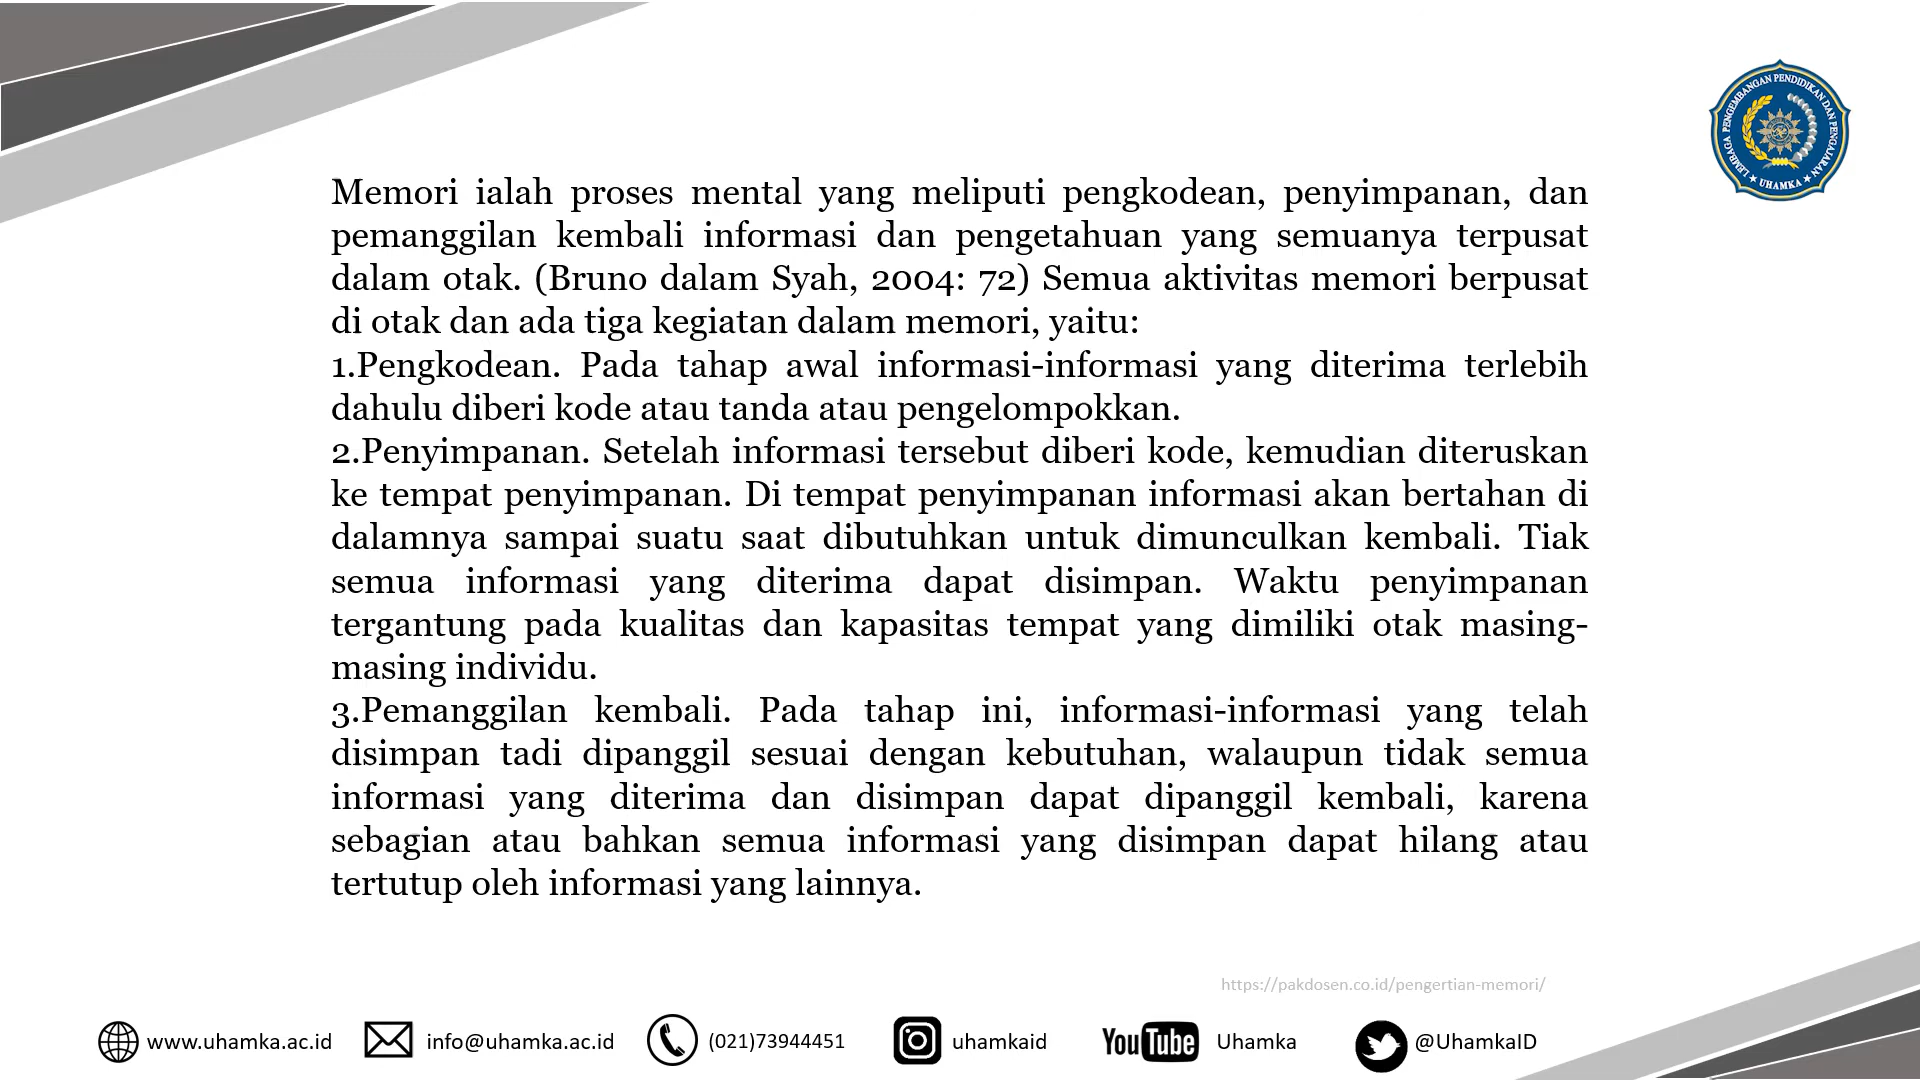 LEMBAGA PENGEMBANGAN PENDIDIKAN DAN PENGAJARAN
★ UHAMKA ★
Memori ialah proses mental yang meliputi pengkodean, penyimpanan, dan
pemanggilan kembali informasi dan pengetahuan yang semuanya terpusat
dalam otak. (Bruno dalam Syah, 2004: 72) Semua aktivitas memori berpusat
di otak dan ada tiga kegiatan dalam memori, yaitu:
1.Pengkodean. Pada tahap awal informasi-informasi yang diterima terlebih
dahulu diberi kode atau tanda atau pengelompokkan.
2.Penyimpanan. Setelah informasi tersebut diberi kode, kemudian diteruskan
ke tempat penyimpanan. Di tempat penyimpanan informasi akan bertahan di
dalamnya sampai suatu saat dibutuhkan untuk dimunculkan kembali. Tiak
semua informasi yang diterima dapat disimpan. Waktu penyimpanan
tergantung pada kualitas dan kapasitas tempat yang dimiliki otak masing-
masing individu.
3.Pemanggilan kembali. Pada tahap ini, informasi-informasi yang telah
disimpan tadi dipanggil sesuai dengan kebutuhan, walaupun tidak semua
informasi yang diterima dan disimpan dapat dipanggil kembali, karena
sebagian atau bahkan semua informasi yang disimpan dapat hilang atau
tertutup oleh informasi yang lainnya.
https://pakdosen.co.id/pengertian-memori/
www.uhamka.ac.id info@uhamka.ac.id (021)73944451 uhamkaid YouTube Uhamka @UhamkaID